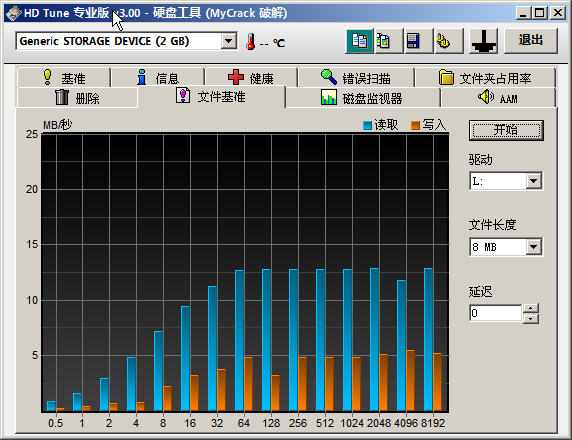 HD Tune 专业版 v3.00 - 硬盘工具 (MyCrack 破解)
Generic STORAGE DEVICE (2 GB)
-- ℃
退出
基准 信息 健康 错误扫描 文件夹占用率
删除 文件基准 磁盘监视器 AAM
MB/秒 读取 写入
25
20
15
10
5
0.5 1 2 4 8 16 32 64 128 256 512 1024 2048 4096 8192
开始
驱动
L:
文件长度
8 MB
延迟
0